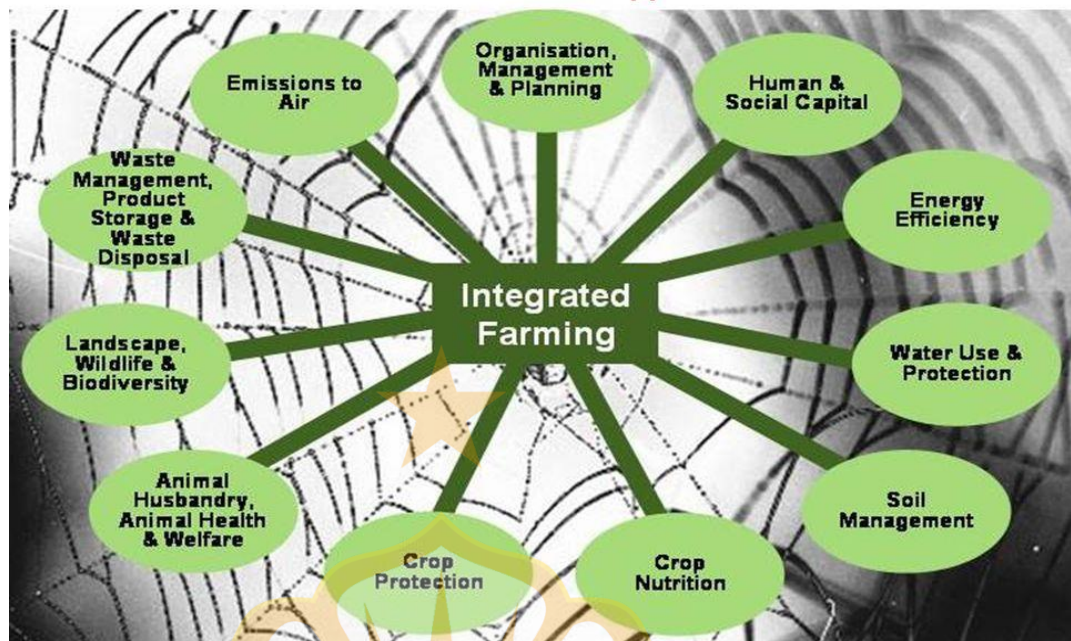 Organisation,
Management
& Planning
Human &
Social Capital
Energy
Efficiency
Water Use &
Protection
Soil
Management
Crop
Nutrition
Crop
Protection
Animal
Husbandry,
Animal Health
& Welfare
Landscape,
Wildlife &
Biodiversity
Waste
Management,
Product
Storage &
Waste
Disposal
Emissions to
Air
Integrated
Farming